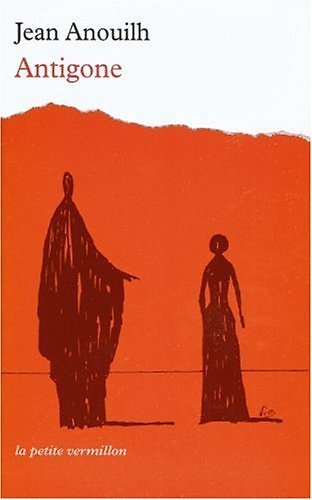 Jean Anouilh
Antigone
la petite vermillon